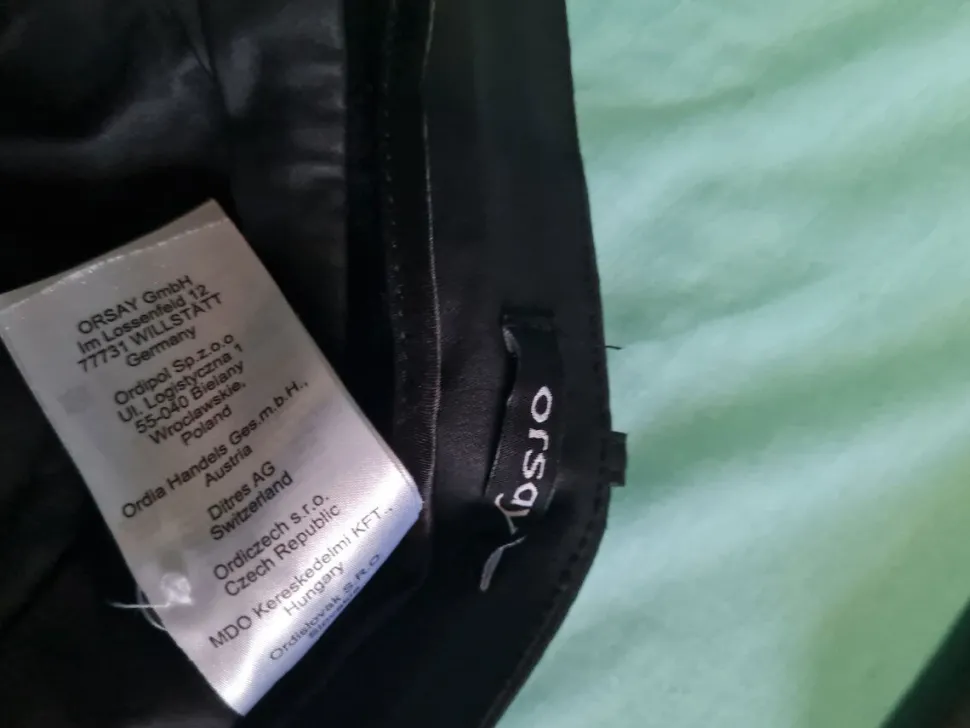 ORSAY GmbH
Im Lossenfeld 12
77731 WILLSTÄTT
Germany
Ordipol Sp.z.o.o
Ul. Logistyczna 1
55-040 Bielany
Wroclawskie,
Poland
Ordia Handels Ges.m.b.H.,
Austria
Ditres AG
Switzerland
Ordiczech s.r.o.
Czech Republic
MDO Kereskedelmi KFT.,
Hungary
Ordislovak S.R.O
Slovakia
orsay